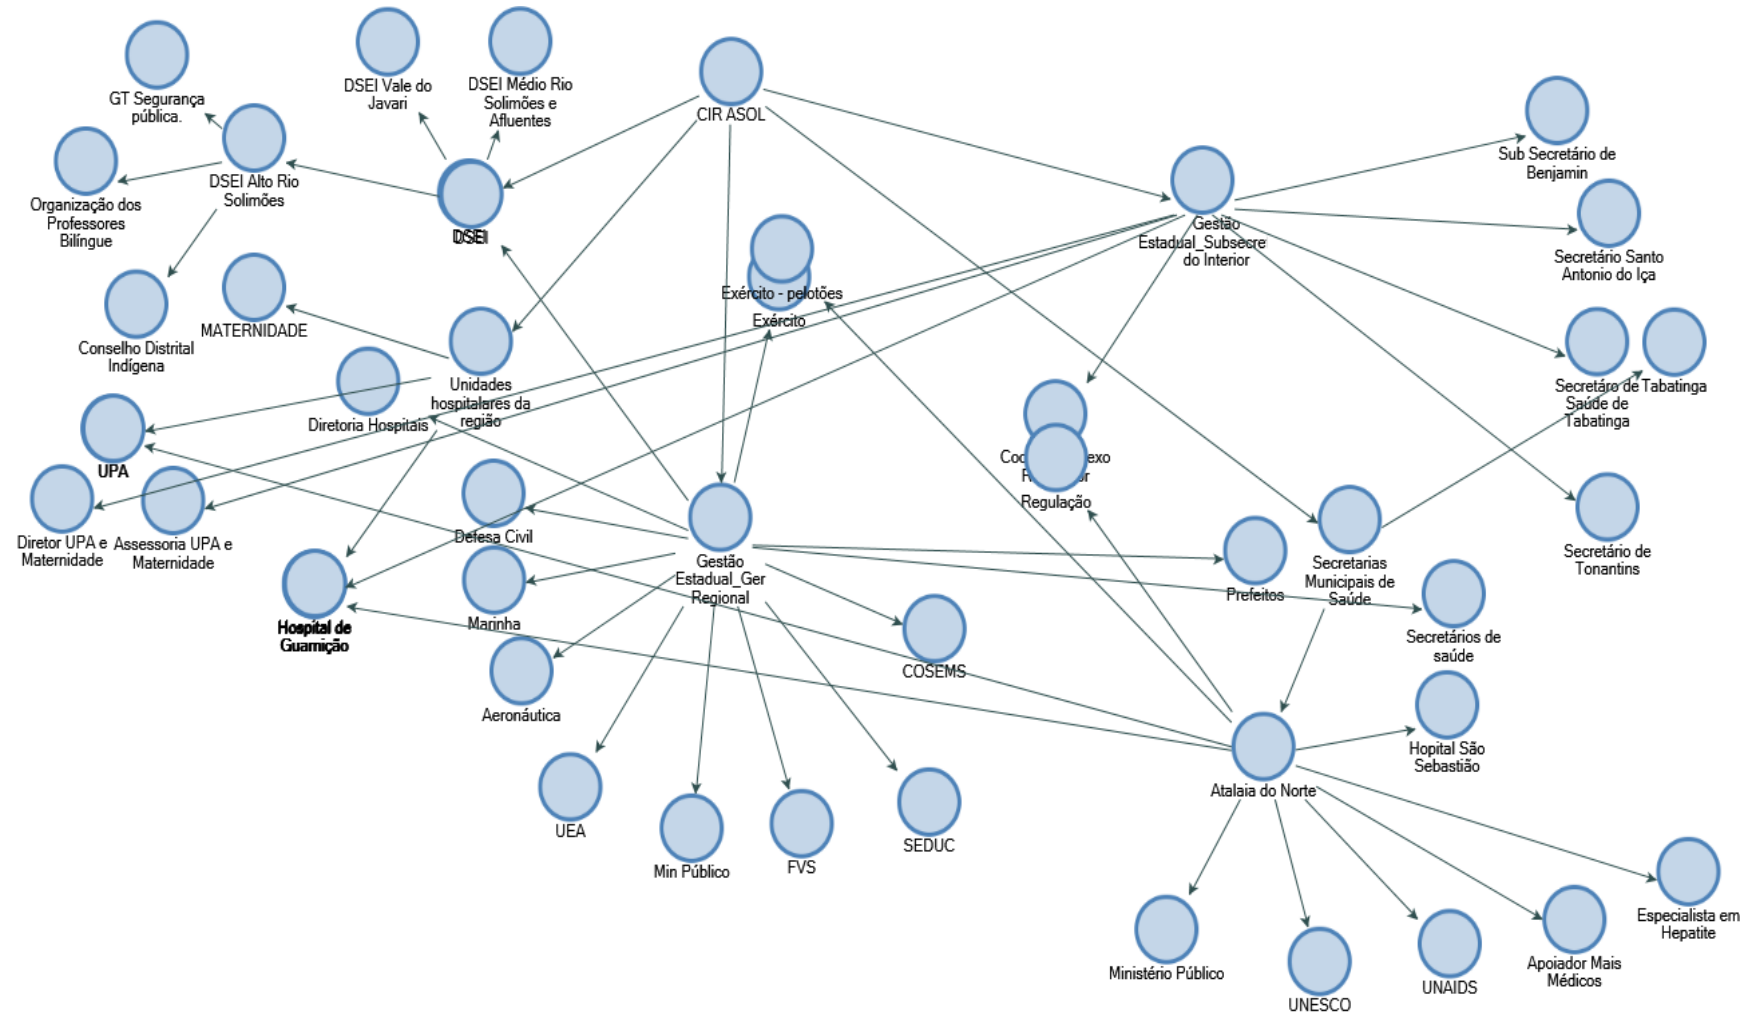 GT Segurança
pública.
DSEI Vale do
Javari
DSEI Médio Rio
Solimões e
Afluentes
CIR ASOL
Sub Secretário de
Benjamin
Organização dos
Professores
Bilíngue
DSEI Alto Rio
Solimões
DSEI
Gestão
Estadual_Subsecre
do Interior
Secretário Santo
Antonio do Iça
Conselho Distrital
Indígena
MATERNIDADE
Exército - pelotões
Exército
Diretoria Hospitais
Unidades
hospitalares da
região
Secretáro de
Saúde de
Tabatinga
Tabatinga
UPA
Regulação
Diretor UPA e
Maternidade
Assessoria UPA e
Maternidade
Defesa Civil
Gestão
Estadual_Ger
Regional
Prefeitos
Secretarias
Municipais de
Saúde
Secretário de
Tonantins
Hospital de
Guarnição
Marinha
COSEMS
Secretários de
saúde
Aeronáutica
Hopital São
Sebastião
Atalaia do Norte
UEA
Min Público
FVS
SEDUC
Ministério Público
UNESCO
UNAIDS
Apoiador Mais
Médicos
Especialista em
Hepatite